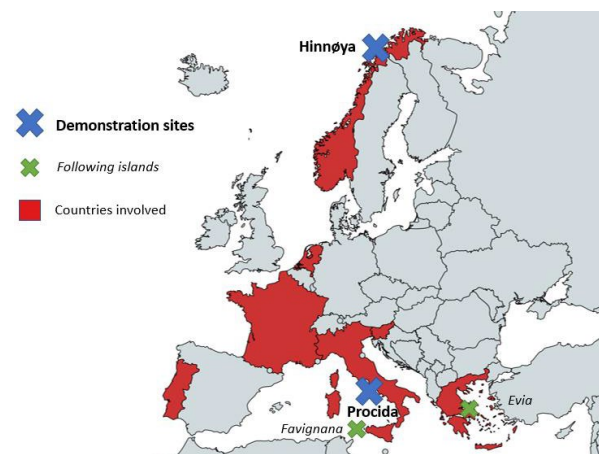 Hinnøya
Demonstration sites
Following islands
Countries involved
Evia
Procida
Favignana